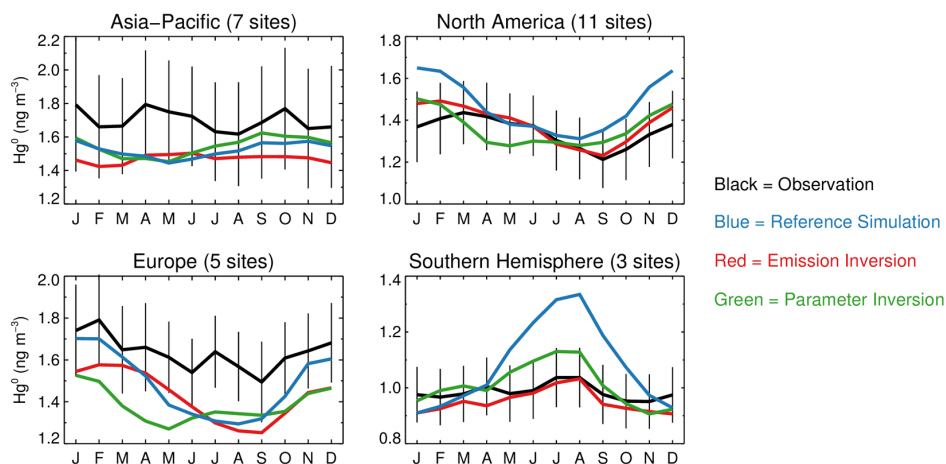 Asia−Pacific (7 sites)
Hg⁰ (ng m⁻³)
2.2
2.0
1.8
1.6
1.4
1.2
J F M A M J J A S O N D
North America (11 sites)
1.8
1.6
1.4
1.2
1.0
J F M A M J J A S O N D
Europe (5 sites)
Hg⁰ (ng m⁻³)
2.0
1.8
1.6
1.4
1.2
J F M A M J J A S O N D
Southern Hemisphere (3 sites)
1.4
1.2
1.0
0.8
J F M A M J J A S O N D
Black = Observation
Blue = Reference Simulation
Red = Emission Inversion
Green = Parameter Inversion